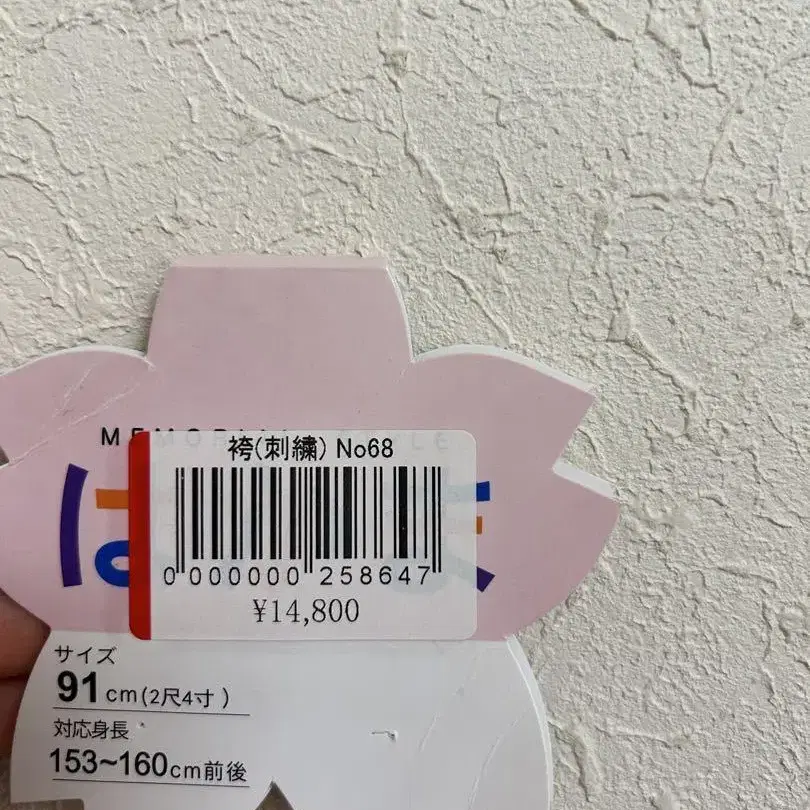 袴(刺繍) No68
0 000000 258647
¥14,800
サイズ
91cm(2尺4寸)
対応身長
153~160cm前後